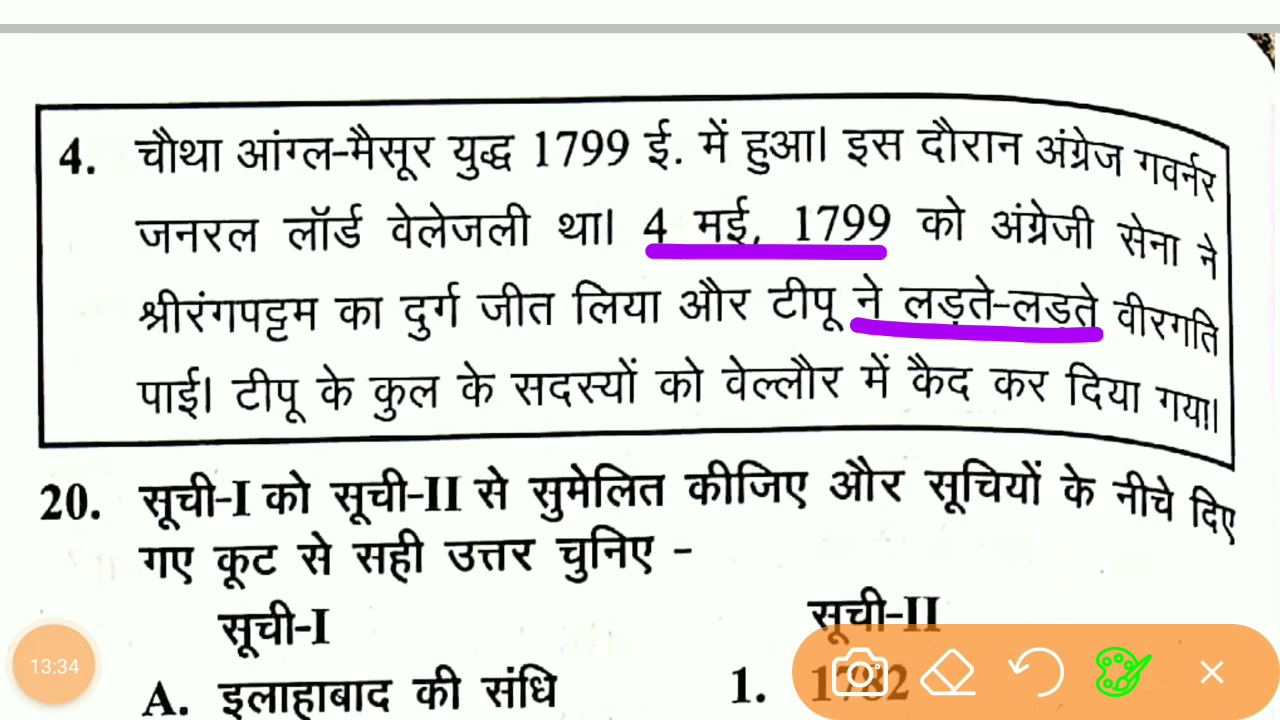 4. चौथा आंग्ल-मैसूर युद्ध 1799 ई. में हुआ। इस दौरान अंग्रेज गवर्नर
जनरल लॉर्ड वेलेजली था। 4 मई, 1799 को अंग्रेजी सेना ने
श्रीरंगपट्टम का दुर्ग जीत लिया और टीपू ने लड़ते-लड़ते वीरगति
पाई। टीपू के कुल के सदस्यों को वेल्लौर में कैद कर दिया गया।
20. सूची-I को सूची-II से सुमेलित कीजिए और सूचियों के नीचे दिए
गए कूट से सही उत्तर चुनिए -
सूची-I सूची-II
13:34
A. इलाहाबाद की संधि 1. 1782